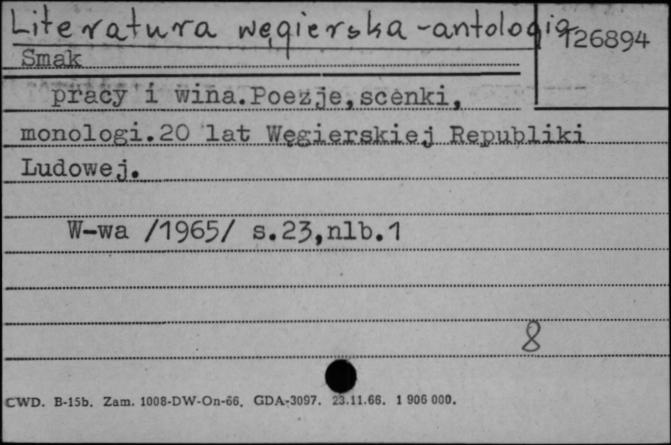 Literatura węgierska - antologia
126894
Smak
pracy i wina.Poezje,scenki,
monologi.20 lat Węgierskiej Republiki
Ludowej.
W-wa /1965/ s.23,nlb.1
8
CWD. B-15b. Zam. 1008-DW-On-66. GDA-3097. 23.11.66. 1 906 000.